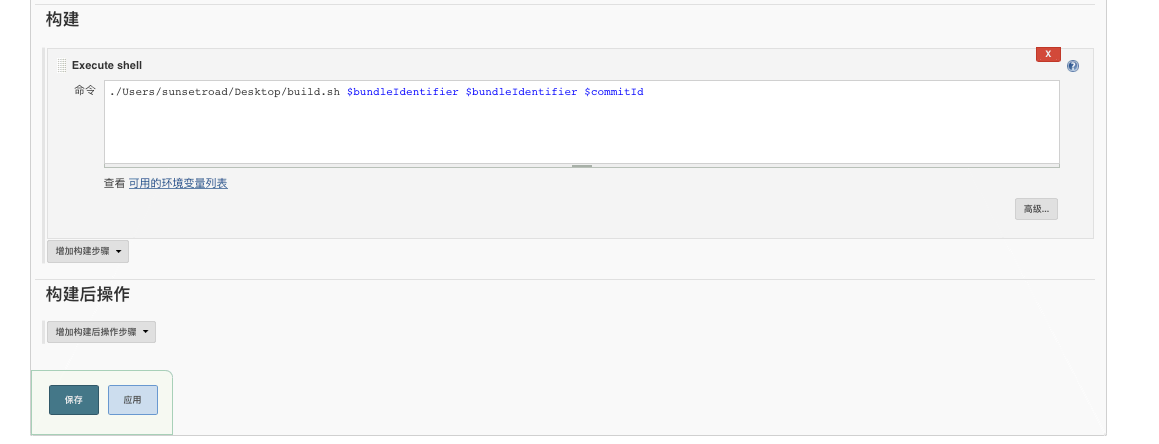 构建
X
Execute shell
命令 ./Users/sunsetroad/Desktop/build.sh $bundleIdentifier $bundleIdentifier $commitId
查看 可用的环境变量列表
高级...
增加构建步骤
构建后操作
增加构建后操作步骤
保存 应用